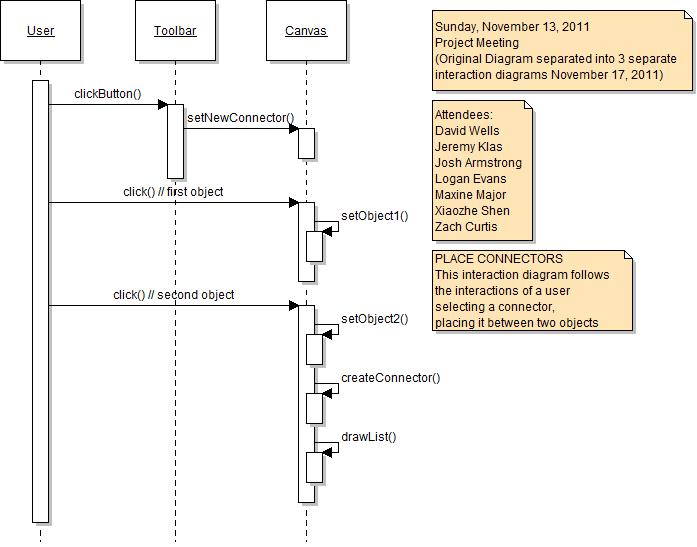 User
Toolbar
Canvas
clickButton()
setNewConnector()
click() // first object
setObject1()
click() // second object
setObject2()
createConnector()
drawList()
Sunday, November 13, 2011
Project Meeting
(Original Diagram separated into 3 separate
interaction diagrams November 17, 2011)
Attendees:
David Wells
Jeremy Klas
Josh Armstrong
Logan Evans
Maxine Major
Xiaozhe Shen
Zach Curtis
PLACE CONNECTORS
This interaction diagram follows
the interactions of a user
selecting a connector,
placing it between two objects